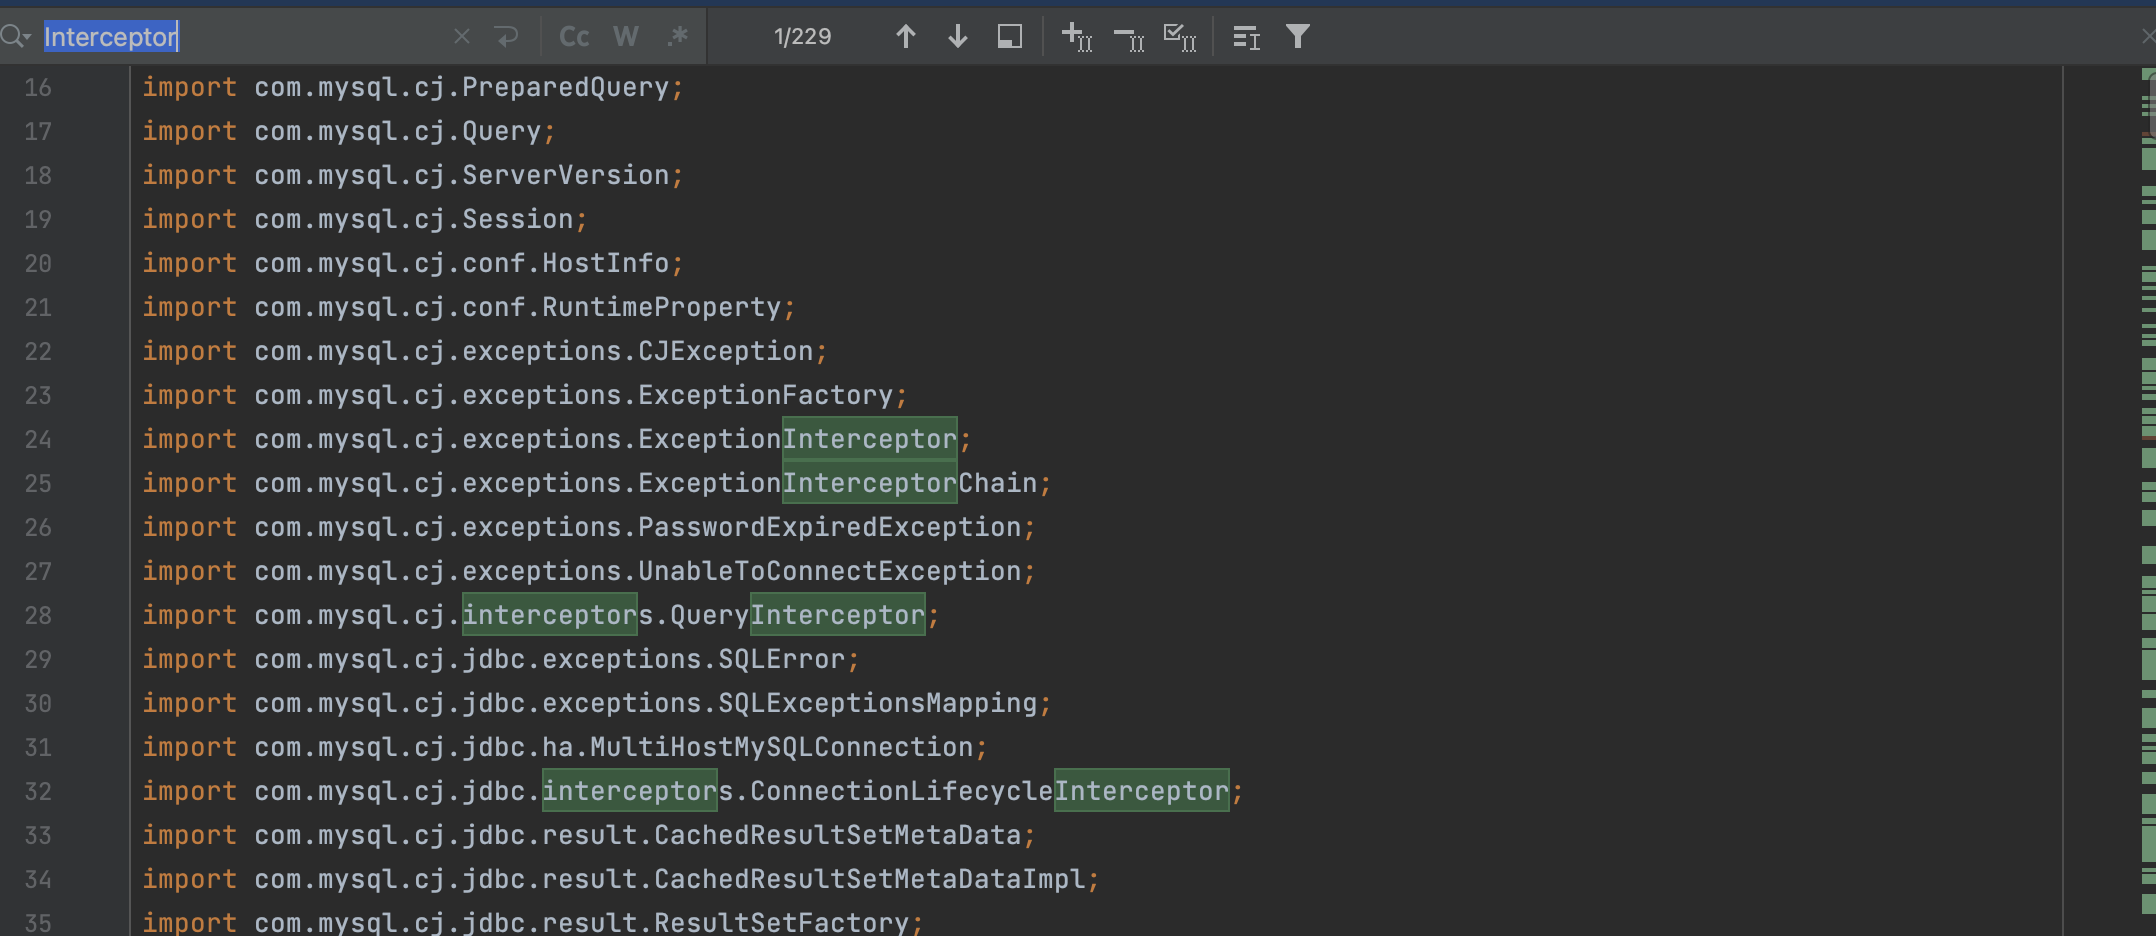 Interceptor
Cc W .* 1/229
16 import com.mysql.cj.PreparedQuery;
17 import com.mysql.cj.Query;
18 import com.mysql.cj.ServerVersion;
19 import com.mysql.cj.Session;
20 import com.mysql.cj.conf.HostInfo;
21 import com.mysql.cj.conf.RuntimeProperty;
22 import com.mysql.cj.exceptions.CJException;
23 import com.mysql.cj.exceptions.ExceptionFactory;
24 import com.mysql.cj.exceptions.ExceptionInterceptor;
25 import com.mysql.cj.exceptions.ExceptionInterceptorChain;
26 import com.mysql.cj.exceptions.PasswordExpiredException;
27 import com.mysql.cj.exceptions.UnableToConnectException;
28 import com.mysql.cj.interceptors.QueryInterceptor;
29 import com.mysql.cj.jdbc.exceptions.SQLError;
30 import com.mysql.cj.jdbc.exceptions.SQLExceptionsMapping;
31 import com.mysql.cj.jdbc.ha.MultiHostMySQLConnection;
32 import com.mysql.cj.jdbc.interceptors.ConnectionLifecycleInterceptor;
33 import com.mysql.cj.jdbc.result.CachedResultSetMetaData;
34 import com.mysql.cj.jdbc.result.CachedResultSetMetaDataImpl;
35 import com.mysql.cj.jdbc.result.ResultSetFactory;